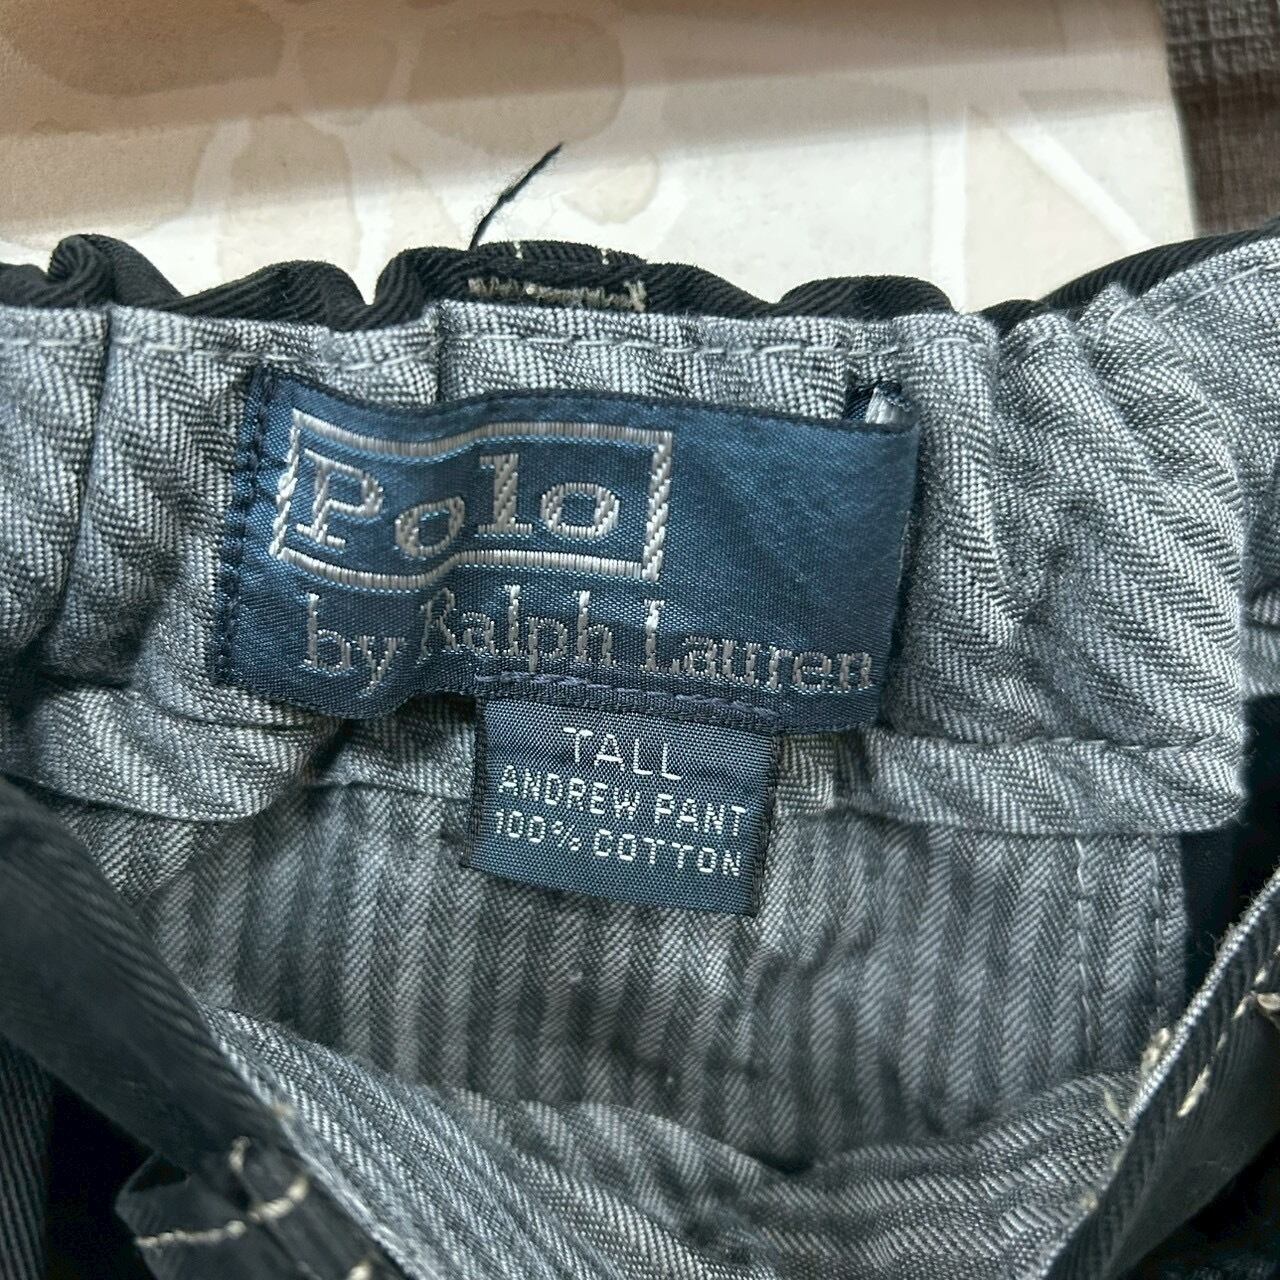 Polo
by Ralph Lauren
TALL
ANDREW PANT
100% COTTON